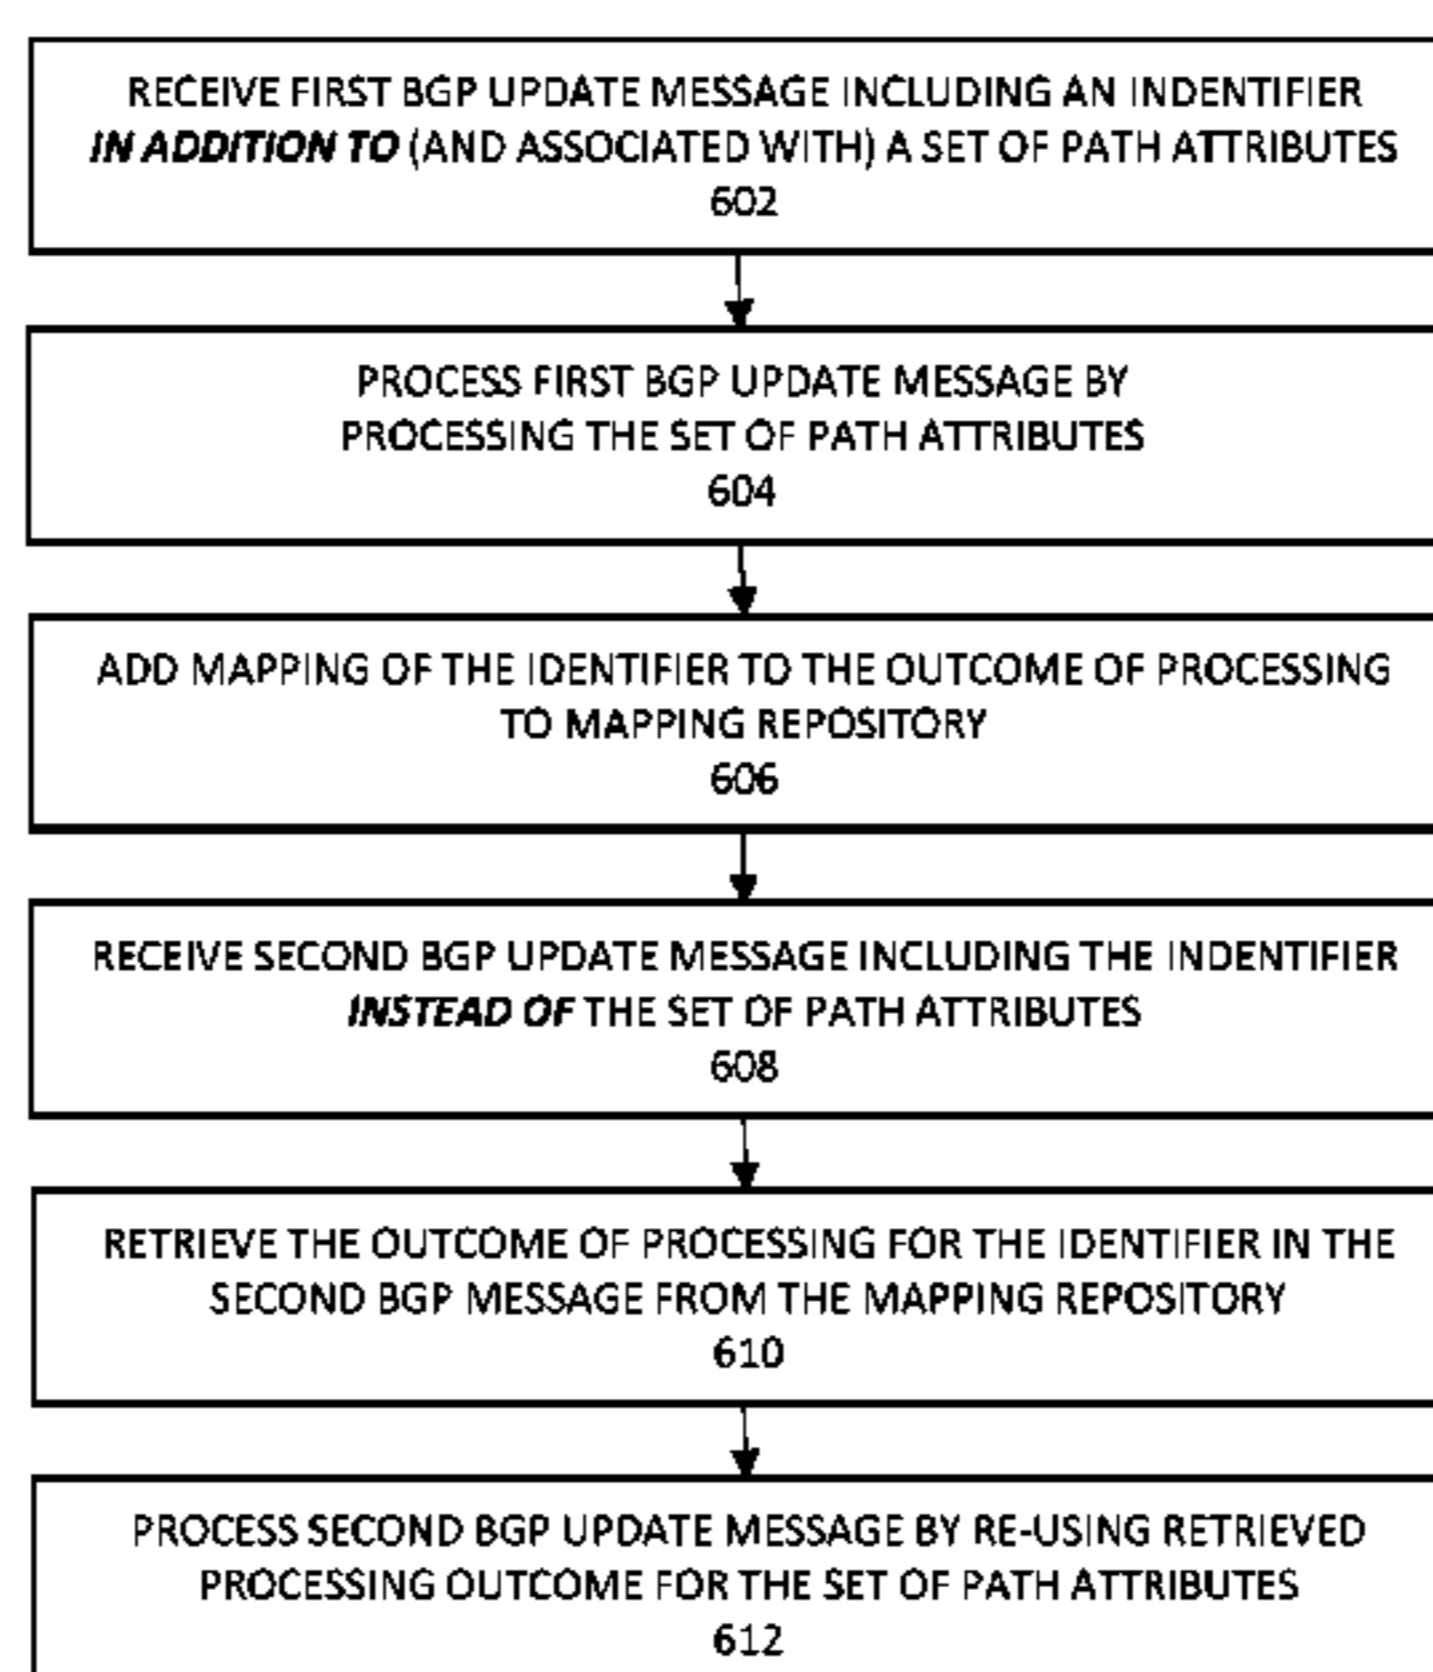 RECEIVE FIRST BGP UPDATE MESSAGE INCLUDING AN INDENTIFIER
IN ADDITION TO (AND ASSOCIATED WITH) A SET OF PATH ATTRIBUTES
602
PROCESS FIRST BGP UPDATE MESSAGE BY
PROCESSING THE SET OF PATH ATTRIBUTES
604
ADD MAPPING OF THE IDENTIFIER TO THE OUTCOME OF PROCESSING
TO MAPPING REPOSITORY
606
RECEIVE SECOND BGP UPDATE MESSAGE INCLUDING THE INDENTIFIER
INSTEAD OF THE SET OF PATH ATTRIBUTES
608
RETRIEVE THE OUTCOME OF PROCESSING FOR THE IDENTIFIER IN THE
SECOND BGP MESSAGE FROM THE MAPPING REPOSITORY
610
PROCESS SECOND BGP UPDATE MESSAGE BY RE-USING RETRIEVED
PROCESSING OUTCOME FOR THE SET OF PATH ATTRIBUTES
612